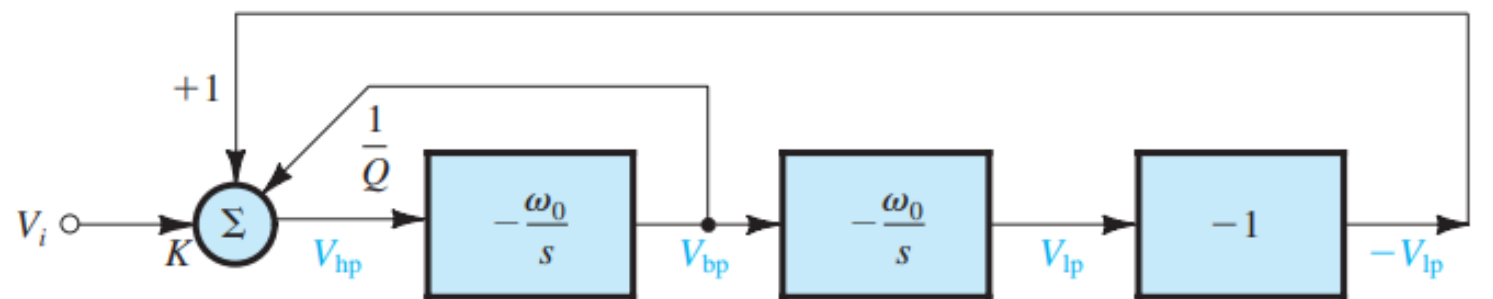 +1
1
Q
V_i
K
Σ
V_hp
−ω_0/s
V_bp
−ω_0/s
V_lp
−1
−V_lp